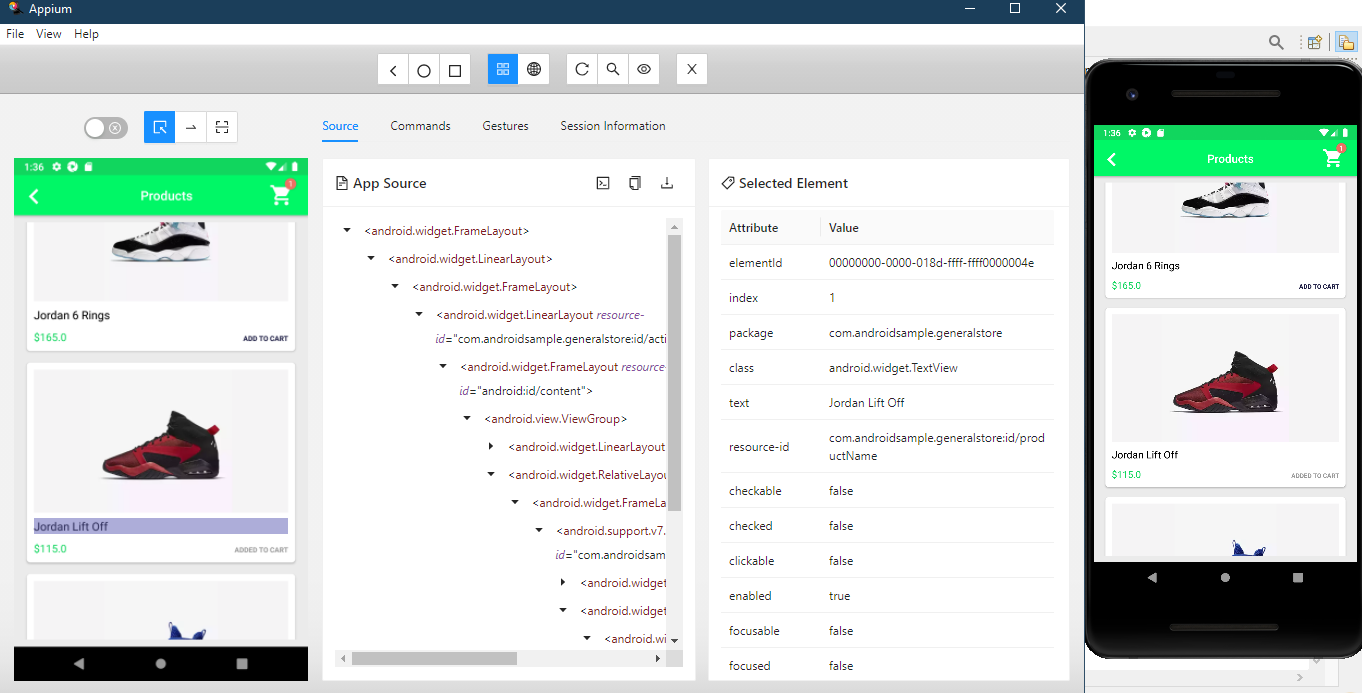 Appium
File View Help
Source Commands Gestures Session Information
1:36
Products
1
Jordan 6 Rings
$165.0
ADD TO CART
Jordan Lift Off
$115.0
ADDED TO CART
App Source
<android.widget.FrameLayout>
<android.widget.LinearLayout>
<android.widget.FrameLayout>
<android.widget.LinearLayout resource-
id="com.androidsample.generalstore:id/acti
<android.widget.FrameLayout resource-
id="android:id/content">
<android.view.ViewGroup>
<android.widget.LinearLayout
<android.widget.RelativeLayou
<android.widget.FrameLa
<android.support.v7.
id="com.androidsam
<android.widget
<android.widget
<android.wi
Selected Element
Attribute Value
elementId 00000000-0000-018d-ffff-ffff0000004e
index 1
package com.androidsample.generalstore
class android.widget.TextView
text Jordan Lift Off
resource-id com.androidsample.generalstore:id/pro
ductName
checkable false
checked false
clickable false
enabled true
focusable false
focused false
1:36
Products
1
Jordan 6 Rings
$165.0
ADD TO CART
Jordan Lift Off
$115.0
ADDED TO CART